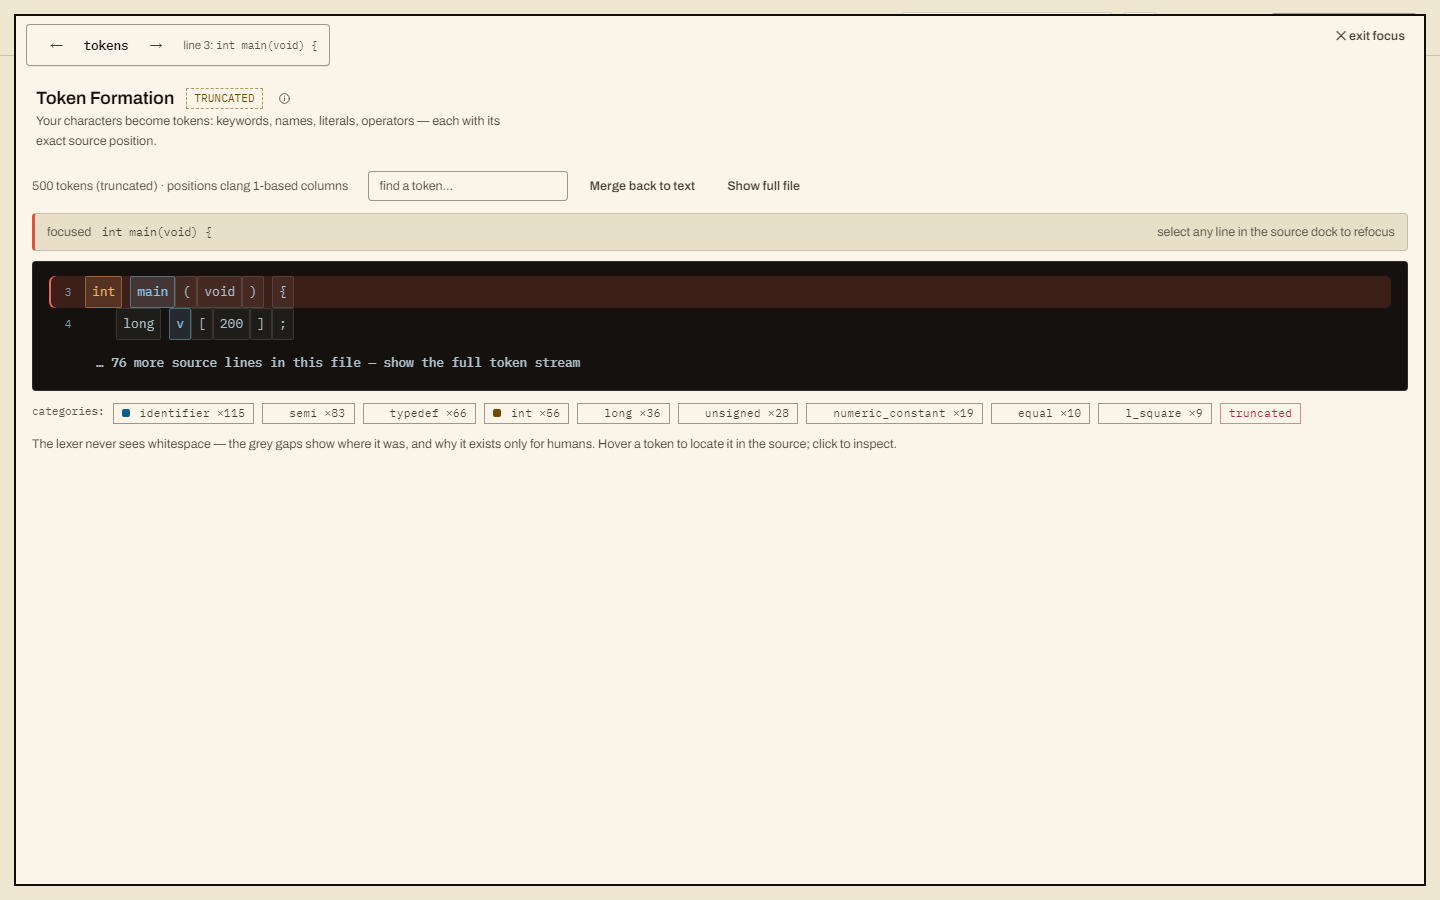 ← tokens → line 3: int main(void) {
exit focus
Token Formation TRUNCATED
Your characters become tokens: keywords, names, literals, operators — each with its
exact source position.
500 tokens (truncated) · positions clang 1-based columns find a token... Merge back to text Show full file
focused int main(void) { select any line in the source dock to refocus
3 int main ( void ) {
4 long v [ 200 ] ;
… 76 more source lines in this file — show the full token stream
categories: identifier ×115 semi ×83 typedef ×66 int ×56 long ×36 unsigned ×28 numeric_constant ×19 equal ×10 l_square ×9 truncated
The lexer never sees whitespace — the grey gaps show where it was, and why it exists only for humans. Hover a token to locate it in the source; click to inspect.